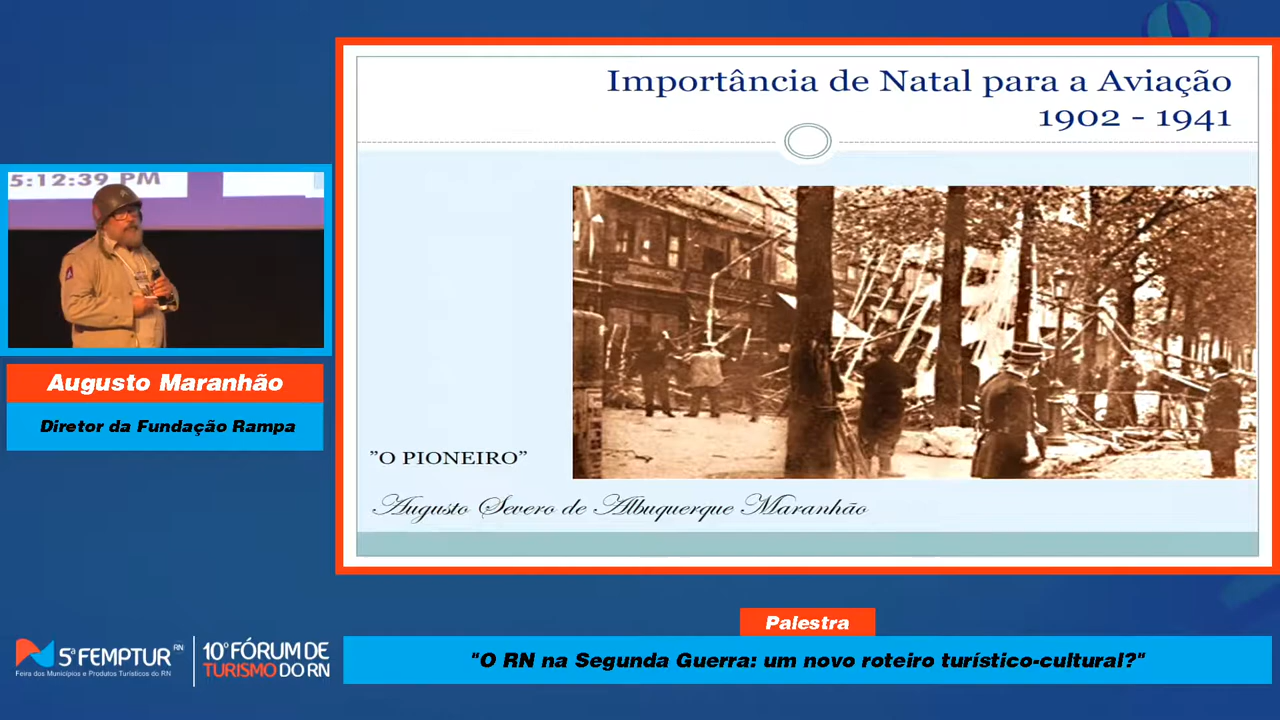 Importância de Natal para a Aviação
1902 - 1941
5:12:39 PM
Augusto Maranhão
Diretor da Fundação Rampa
”O PIONEIRO”
Augusto Severo de Albuquerque Maranhão
Palestra
"O RN na Segunda Guerra: um novo roteiro turístico-cultural?"
5ª FEMPTUR RN
Feira dos Municípios e Produtos Turísticos do RN
10º FÓRUM DE
TURISMO DO RN